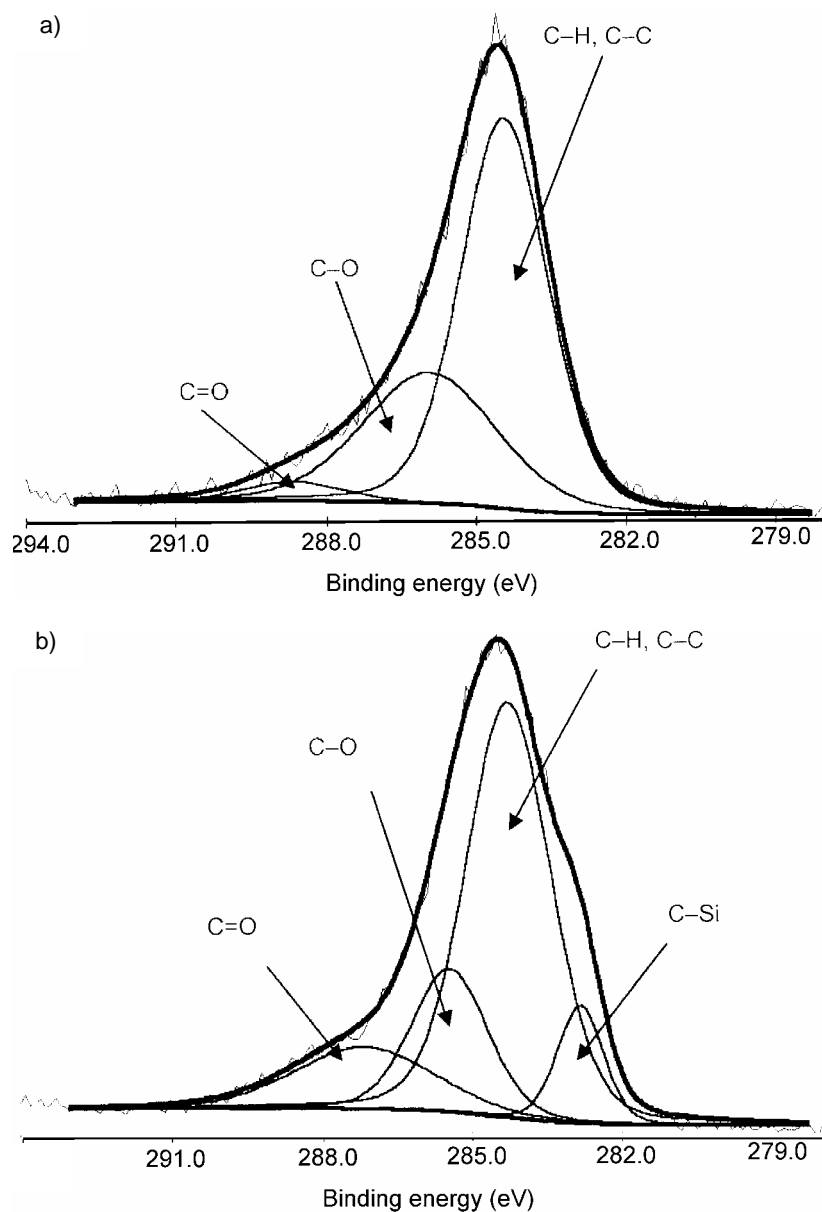 a)
C–H, C–C
C–O
C=O
294.0 291.0 288.0 285.0 282.0 279.0
Binding energy (eV)
b)
C–H, C–C
C–O
C–Si
C=O
291.0 288.0 285.0 282.0 279.0
Binding energy (eV)